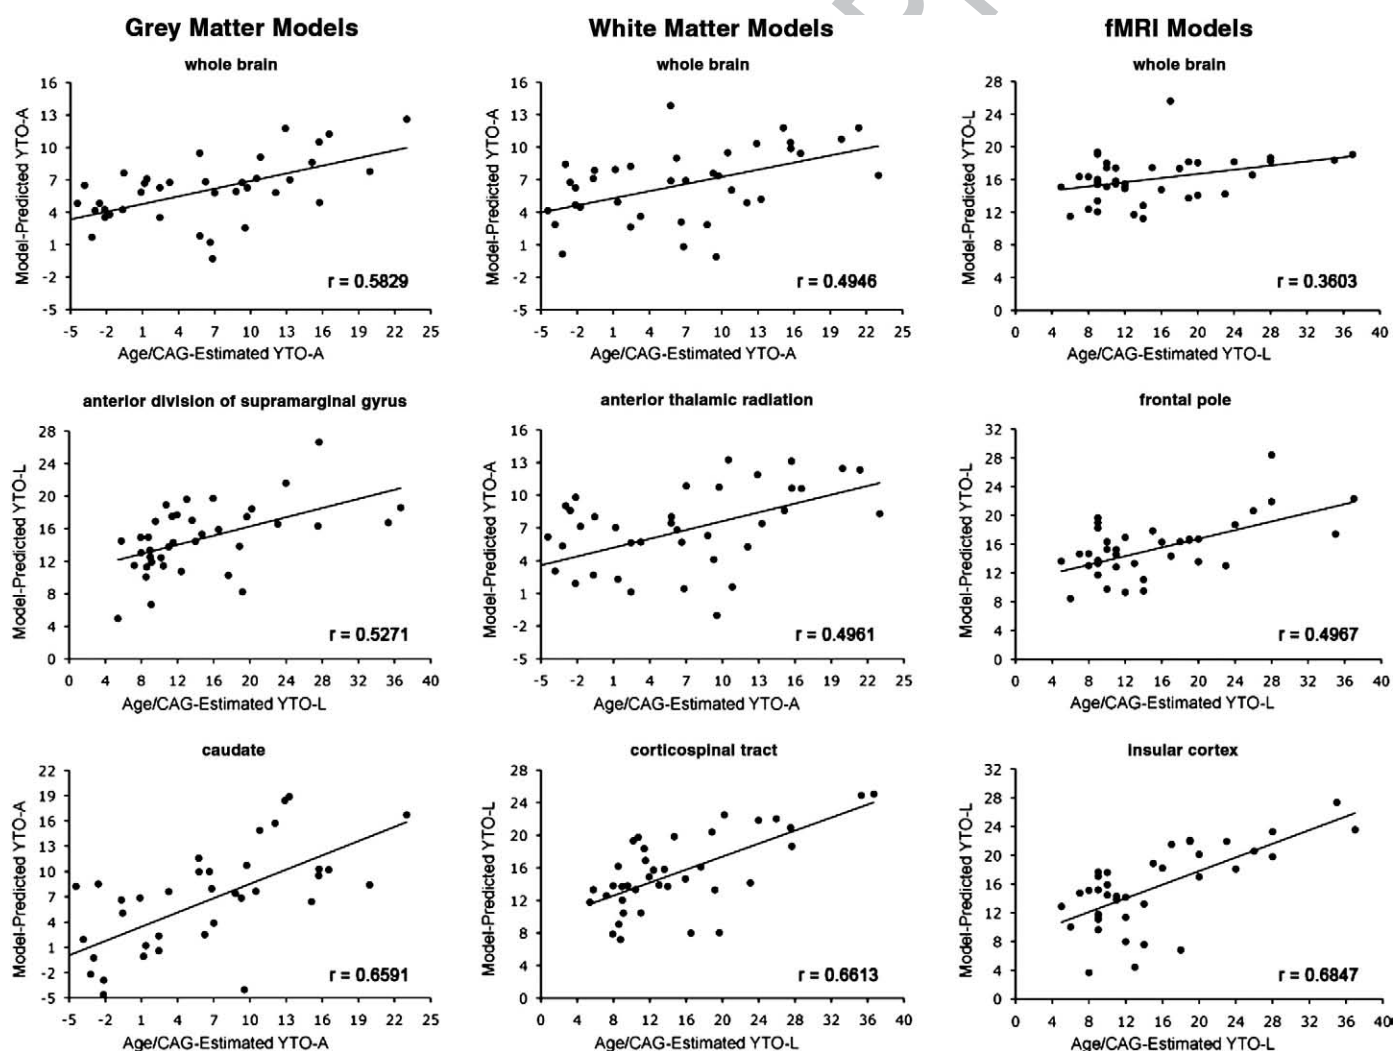 Grey Matter Models
White Matter Models
fMRI Models
whole brain
Model-Predicted YTO-A
16
13
10
7
4
1
-2
-5
r = 0.5829
-5 -2 1 4 7 10 13 16 19 22 25
Age/CAG-Estimated YTO-A
whole brain
Model-Predicted YTO-A
16
13
10
7
4
1
-2
-5
r = 0.4946
-5 -2 1 4 7 10 13 16 19 22 25
Age/CAG-Estimated YTO-A
whole brain
Model-Predicted YTO-L
28
24
20
16
12
8
4
0
r = 0.3603
0 4 8 12 16 20 24 28 32 36 40
Age/CAG-Estimated YTO-L
anterior division of supramarginal gyrus
Model-Predicted YTO-L
28
24
20
16
12
8
4
0
r = 0.5271
0 4 8 12 16 20 24 28 32 36 40
Age/CAG-Estimated YTO-L
anterior thalamic radiation
Model-Predicted YTO-A
16
13
10
7
4
1
-2
-5
r = 0.4961
-5 -2 1 4 7 10 13 16 19 22 25
Age/CAG-Estimated YTO-A
frontal pole
Model-Predicted YTO-L
32
28
24
20
16
12
8
4
0
r = 0.4967
0 4 8 12 16 20 24 28 32 36 40
Age/CAG-Estimated YTO-L
caudate
Model-Predicted YTO-A
22
19
16
13
10
7
4
1
-2
-5
r = 0.6591
-5 -2 1 4 7 10 13 16 19 22 25
Age/CAG-Estimated YTO-A
corticospinal tract
Model-Predicted YTO-L
28
24
20
16
12
8
4
0
r = 0.6613
0 4 8 12 16 20 24 28 32 36 40
Age/CAG-Estimated YTO-L
insular cortex
Model-Predicted YTO-L
32
28
24
20
16
12
8
4
0
r = 0.6847
0 4 8 12 16 20 24 28 32 36 40
Age/CAG-Estimated YTO-L